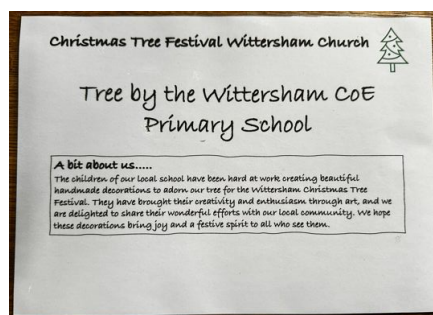 Christmas Tree Festival Wittersham Church
Tree by the Wittersham CoE
Primary School
A bit about us.....
The children of our local school have been hard at work creating beautiful
handmade decorations to adorn our tree for the Wittersham Christmas Tree
Festival. They have brought their creativity and enthusiasm through art, and we
are delighted to share their wonderful efforts with our local community. We hope
these decorations bring joy and a festive spirit to all who see them.